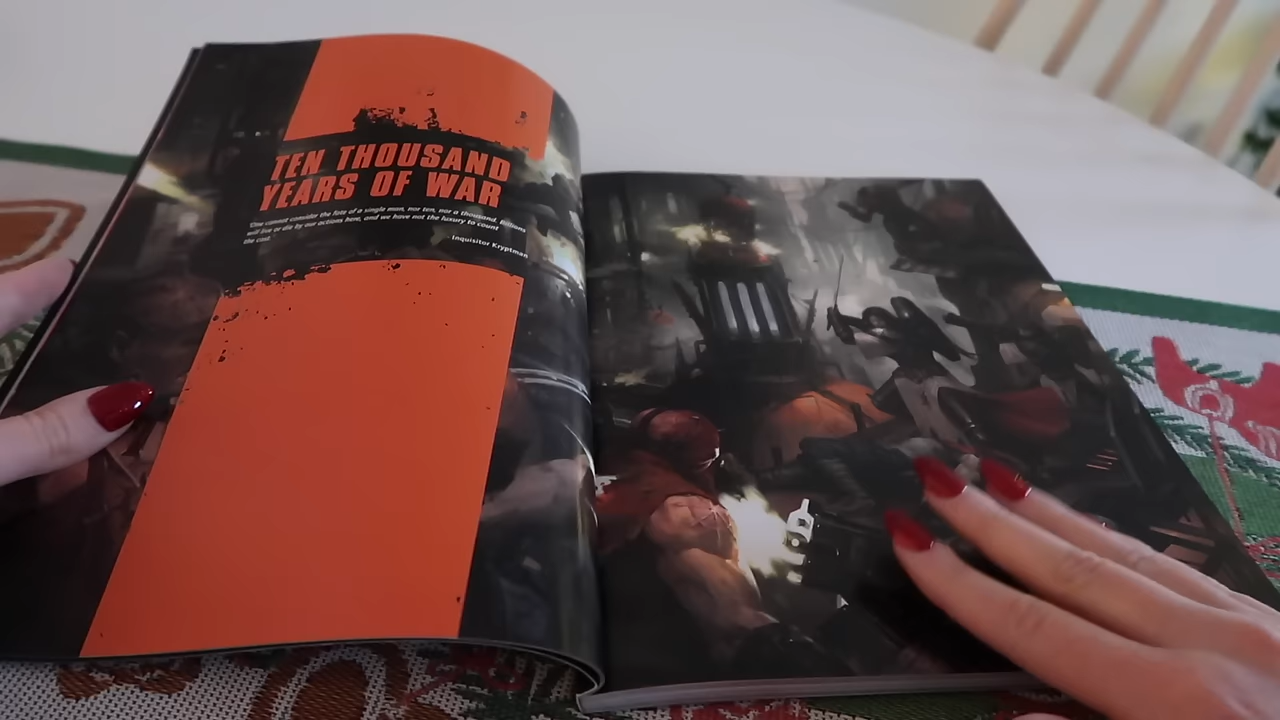 TEN THOUSAND
YEARS OF WAR
'One cannot consider the fate of a single man, nor ten, nor a thousand. Billions
will live or die by our actions here, and we have not the luxury to count
the cost.'
Inquisitor Kryptman